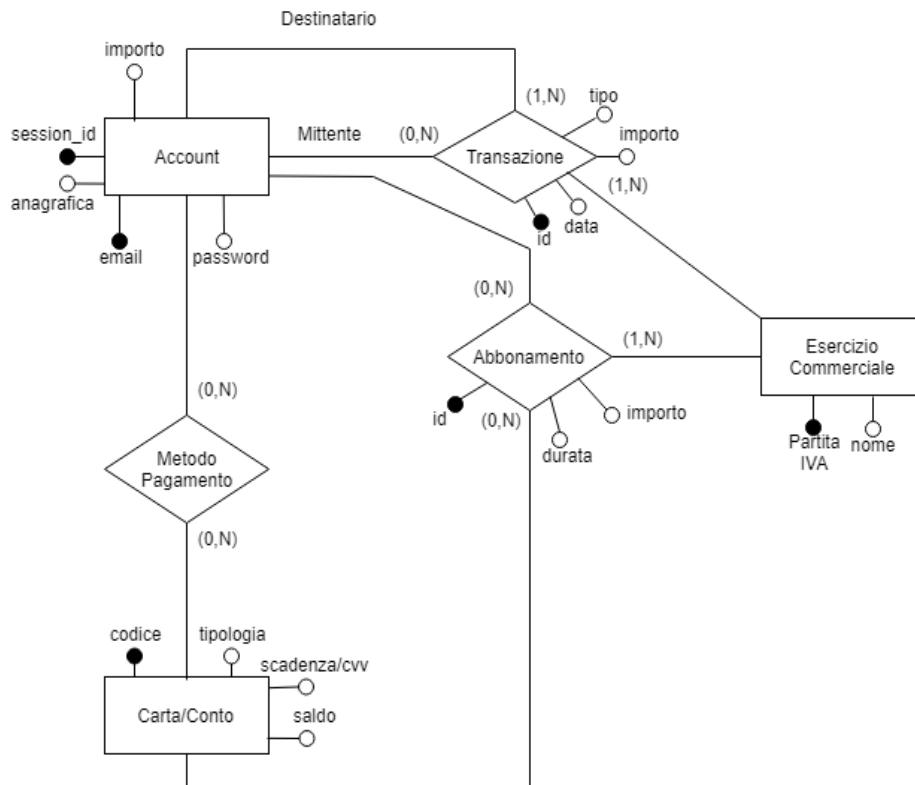 Destinatario
importo
(1,N)
tipo
session_id
Account
Mittente
(0,N)
Transazione
importo
(1,N)
anagrafica
id
data
email
password
(0,N)
Abbonamento
(1,N)
Esercizio
Commerciale
id
(0,N)
importo
durata
Partita
IVA
nome
(0,N)
Metodo
Pagamento
(0,N)
codice
tipologia
scadenza/cvv
Carta/Conto
saldo